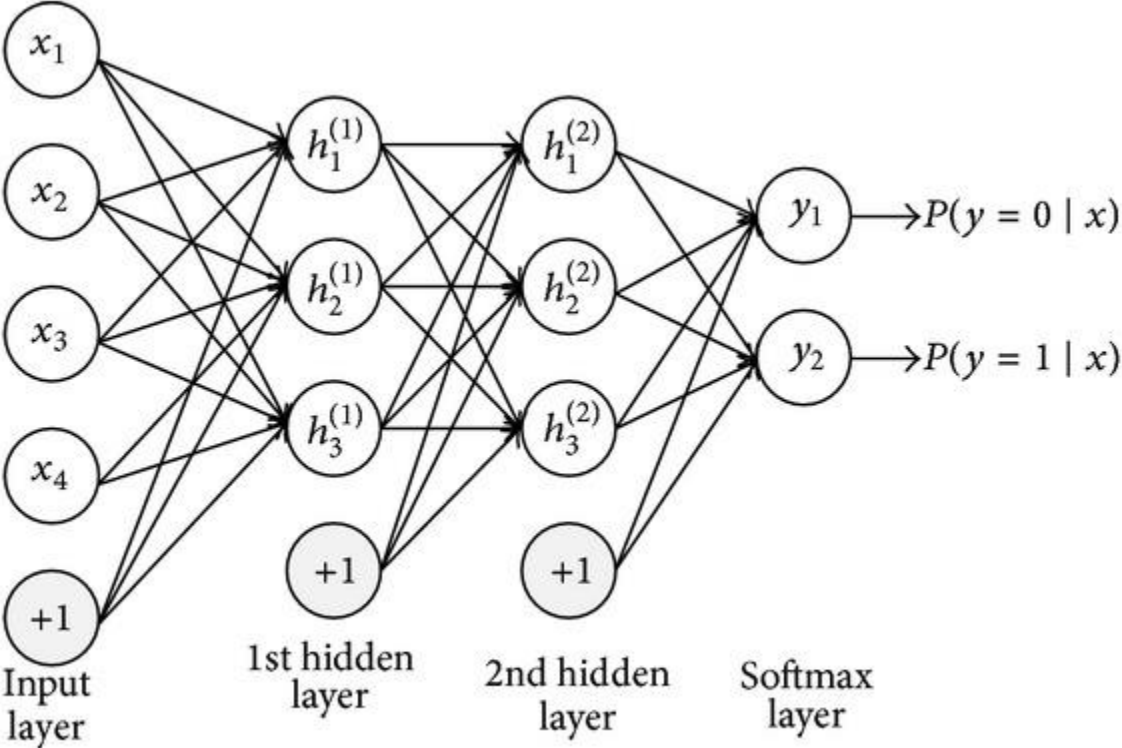 x₁
x₂
x₃
x₄
+1
Input
layer
h₁⁽¹⁾
h₂⁽¹⁾
h₃⁽¹⁾
+1
1st hidden
layer
h₁⁽²⁾
h₂⁽²⁾
h₃⁽²⁾
+1
2nd hidden
layer
y₁
y₂
Softmax
layer
P(y = 0 | x)
P(y = 1 | x)